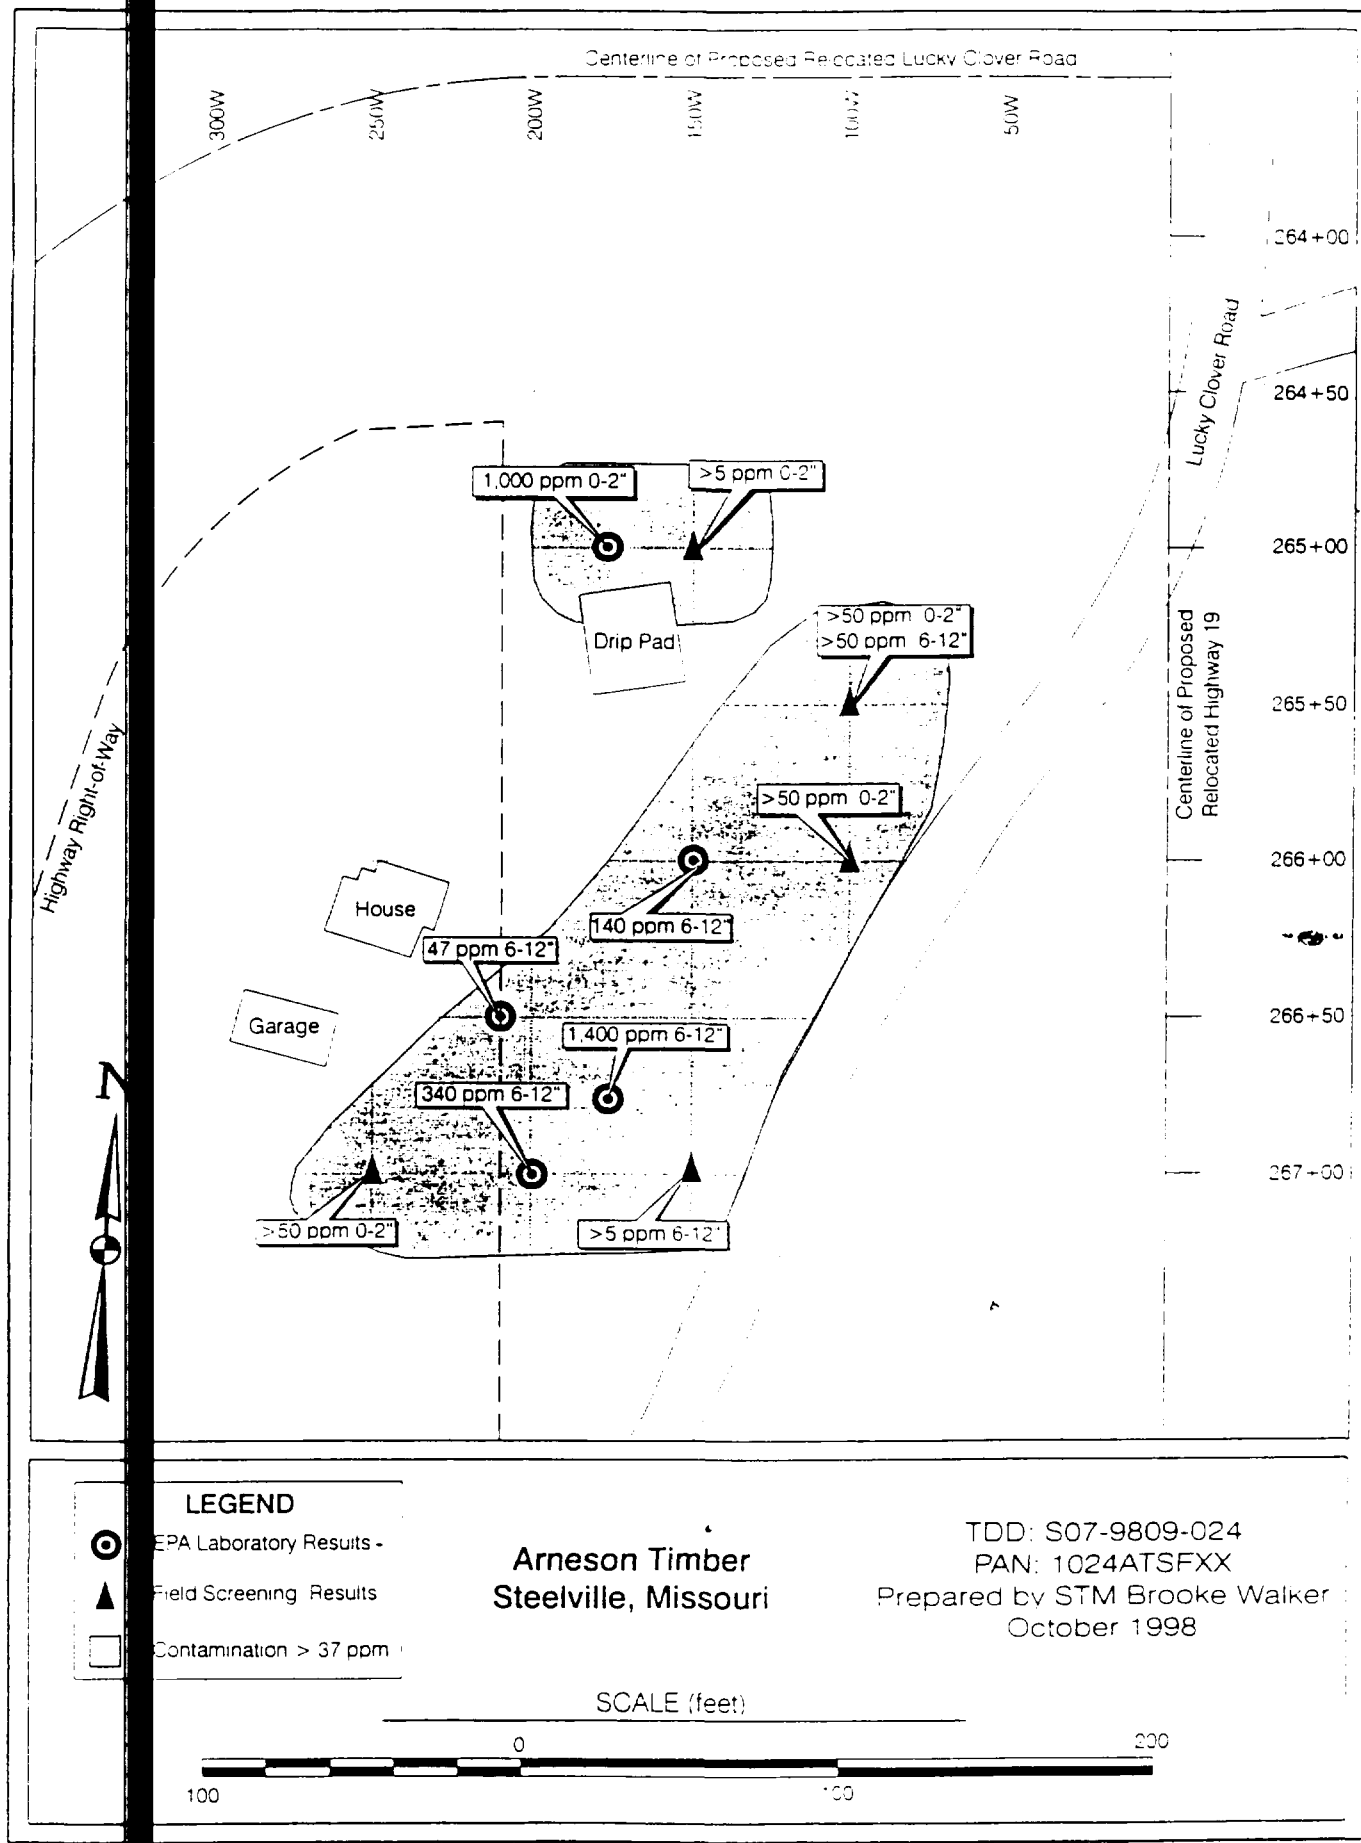 Centerline of Proposed Relocated Lucky Clover Road
300W
250W
200W
150W
100W
50W
264+00
Lucky Clover Road
264+50
1,000 ppm 0-2"
>5 ppm 0-2"
265+00
Drip Pad
>50 ppm 0-2"
>50 ppm 6-12"
Centerline of Proposed
Relocated Highway 19
265+50
Highway Right-of-Way
>50 ppm 0-2"
266+00
House
140 ppm 6-12"
47 ppm 6-12"
Garage
1,400 ppm 6-12"
266+50
N
340 ppm 6-12"
267+00
>50 ppm 0-2"
>5 ppm 6-12"
LEGEND
EPA Laboratory Results -
Field Screening Results
Contamination > 37 ppm
Arneson Timber
Steelville, Missouri
TDD: S07-9809-024
PAN: 1024ATSFXX
Prepared by STM Brooke Walker
October 1998
SCALE (feet)
0
200
100
100